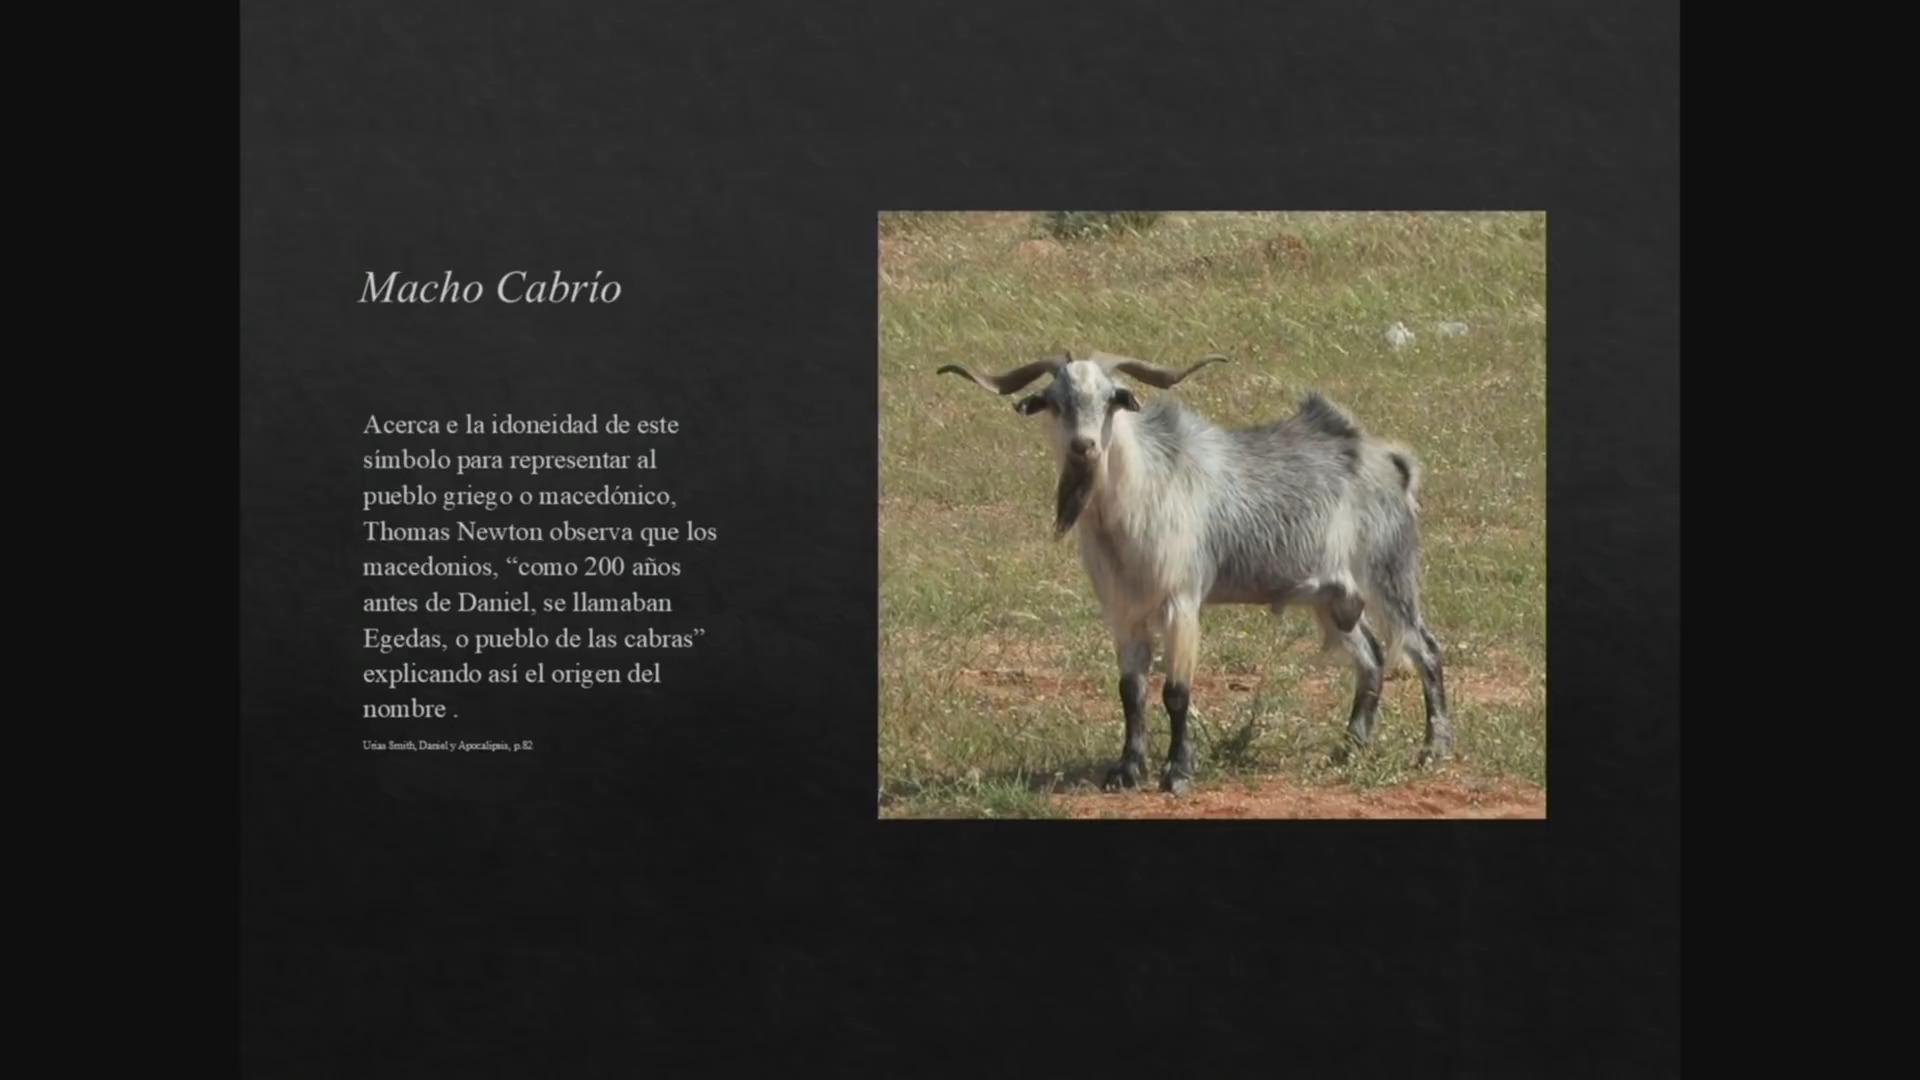 Macho Cabrío
Acerca e la idoneidad de este
símbolo para representar al
pueblo griego o macedónico,
Thomas Newton observa que los
macedonios, “como 200 años
antes de Daniel, se llamaban
Egedas, o pueblo de las cabras”
explicando así el origen del
nombre .
Urias Smith, Daniel y Apocalipsis, p.82